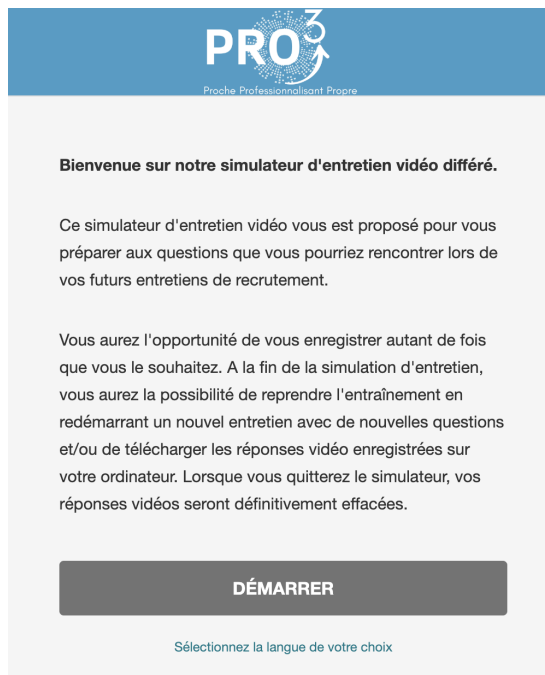 PRO3
Proche Professionnalisant Propre
Bienvenue sur notre simulateur d'entretien vidéo différé.
Ce simulateur d'entretien vidéo vous est proposé pour vous
préparer aux questions que vous pourriez rencontrer lors de
vos futurs entretiens de recrutement.
Vous aurez l'opportunité de vous enregistrer autant de fois
que vous le souhaitez. A la fin de la simulation d'entretien,
vous aurez la possibilité de reprendre l'entraînement en
redémarrant un nouvel entretien avec de nouvelles questions
et/ou de télécharger les réponses vidéo enregistrées sur
votre ordinateur. Lorsque vous quitterez le simulateur, vos
réponses vidéos seront définitivement effacées.
DÉMARRER
Sélectionnez la langue de votre choix